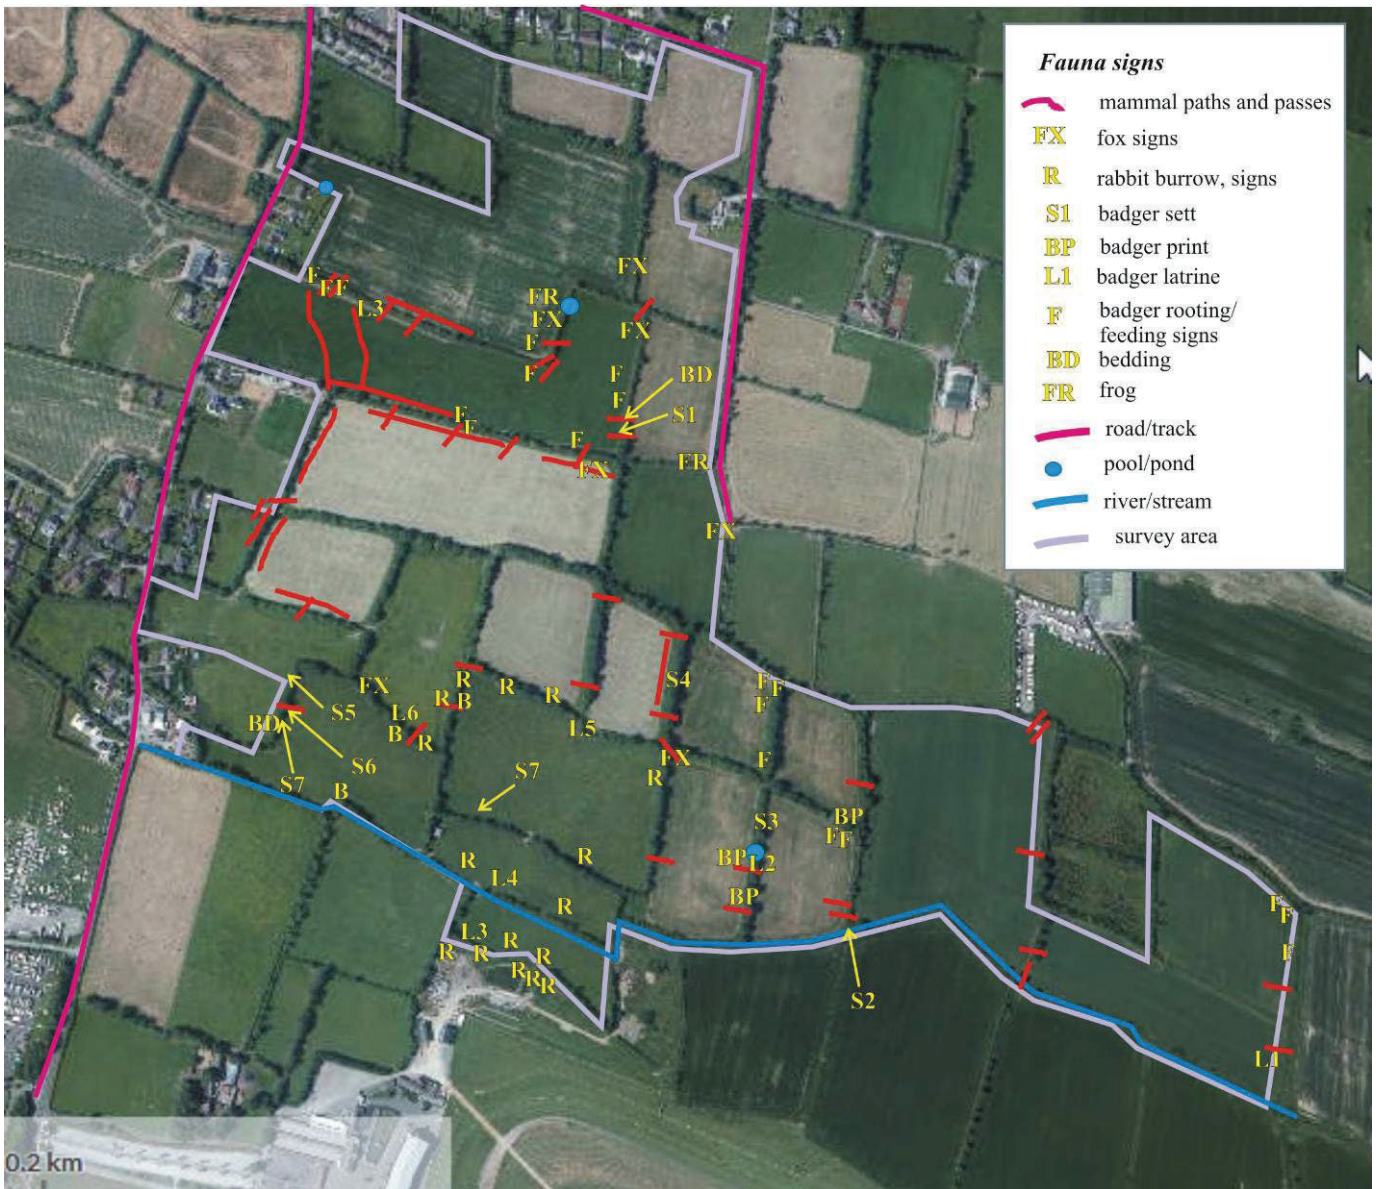 Fauna signs
mammal paths and passes
FX fox signs
R rabbit burrow, signs
S1 badger sett
BP badger print
L1 badger latrine
F badger rooting/
feeding signs
BD bedding
FR frog
road/track
pool/pond
river/stream
survey area
FX
F
F F
FR
L3
FX
FX
F
F
F
BD
F
S1
F
F
F
FX
FR
FX
S4
R
FX
R
R
R
B
F
F
F
S5
L6
L5
BD
B
R
FX
F
S6
S7
R
S7
B
BP
S3
F
F
BP
L2
R
R
L4
BP
R
F
F
L3
R
R
R
R
F
R
R
R
S2
L1
0.2 km